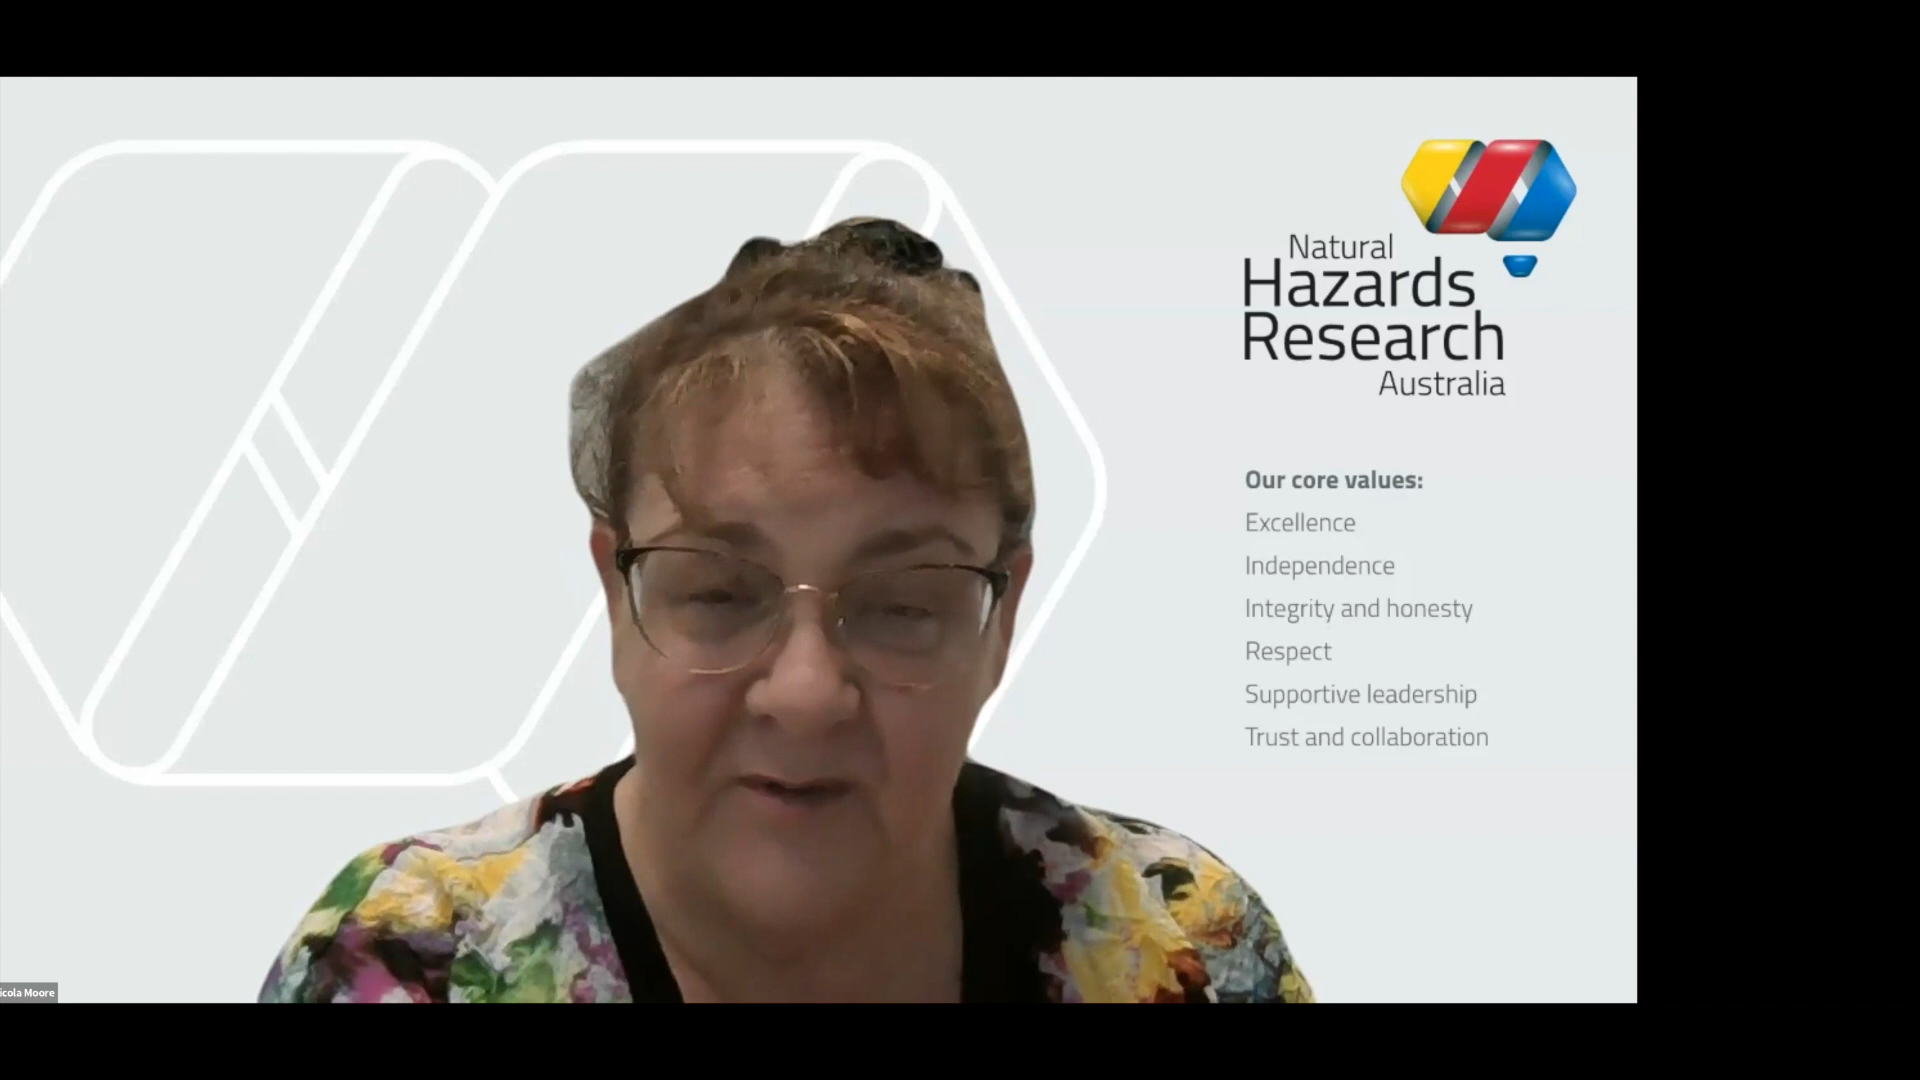 Natural
Hazards
Research
Australia
Our core values:
Excellence
Independence
Integrity and honesty
Respect
Supportive leadership
Trust and collaboration
icola Moore